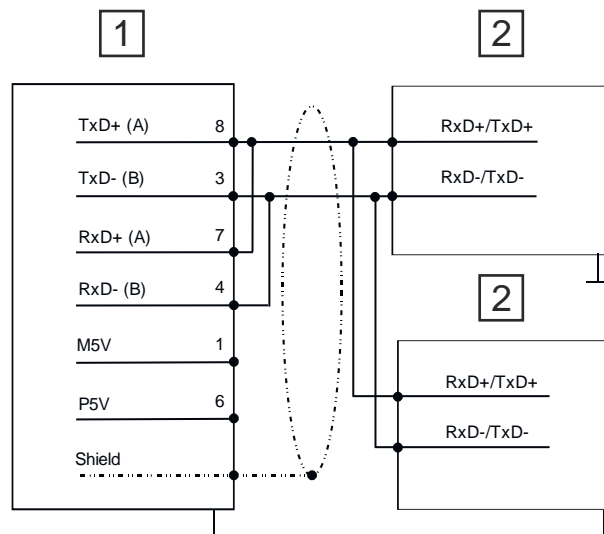 1
2
TxD+ (A) 8
TxD- (B) 3
RxD+ (A) 7
RxD- (B) 4
M5V 1
P5V 6
Shield
RxD+/TxD+
RxD-/TxD-
2
RxD+/TxD+
RxD-/TxD-